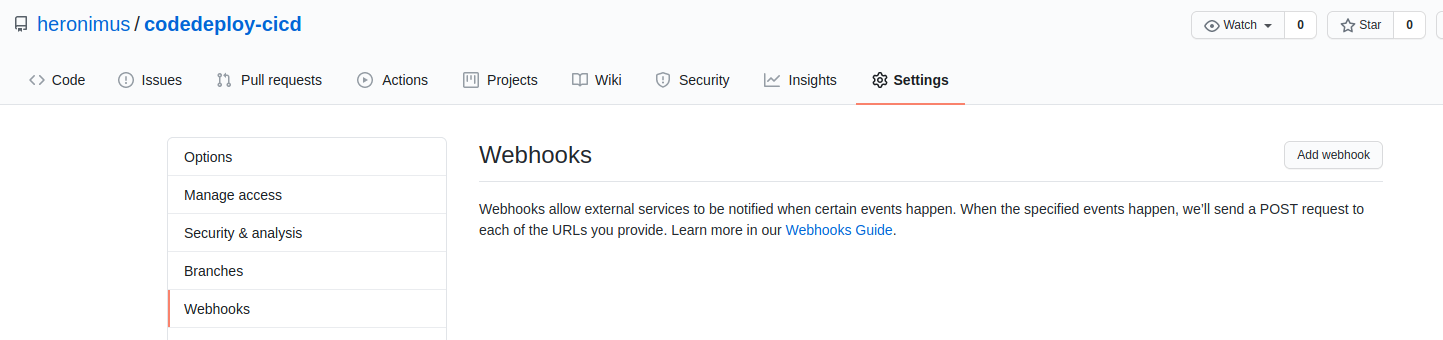 heronimus / codedeploy-cicd
Watch 0 Star 0
Code Issues Pull requests Actions Projects Wiki Security Insights Settings
Options
Manage access
Security & analysis
Branches
Webhooks
Webhooks
Add webhook
Webhooks allow external services to be notified when certain events happen. When the specified events happen, we'll send a POST request to
each of the URLs you provide. Learn more in our Webhooks Guide.